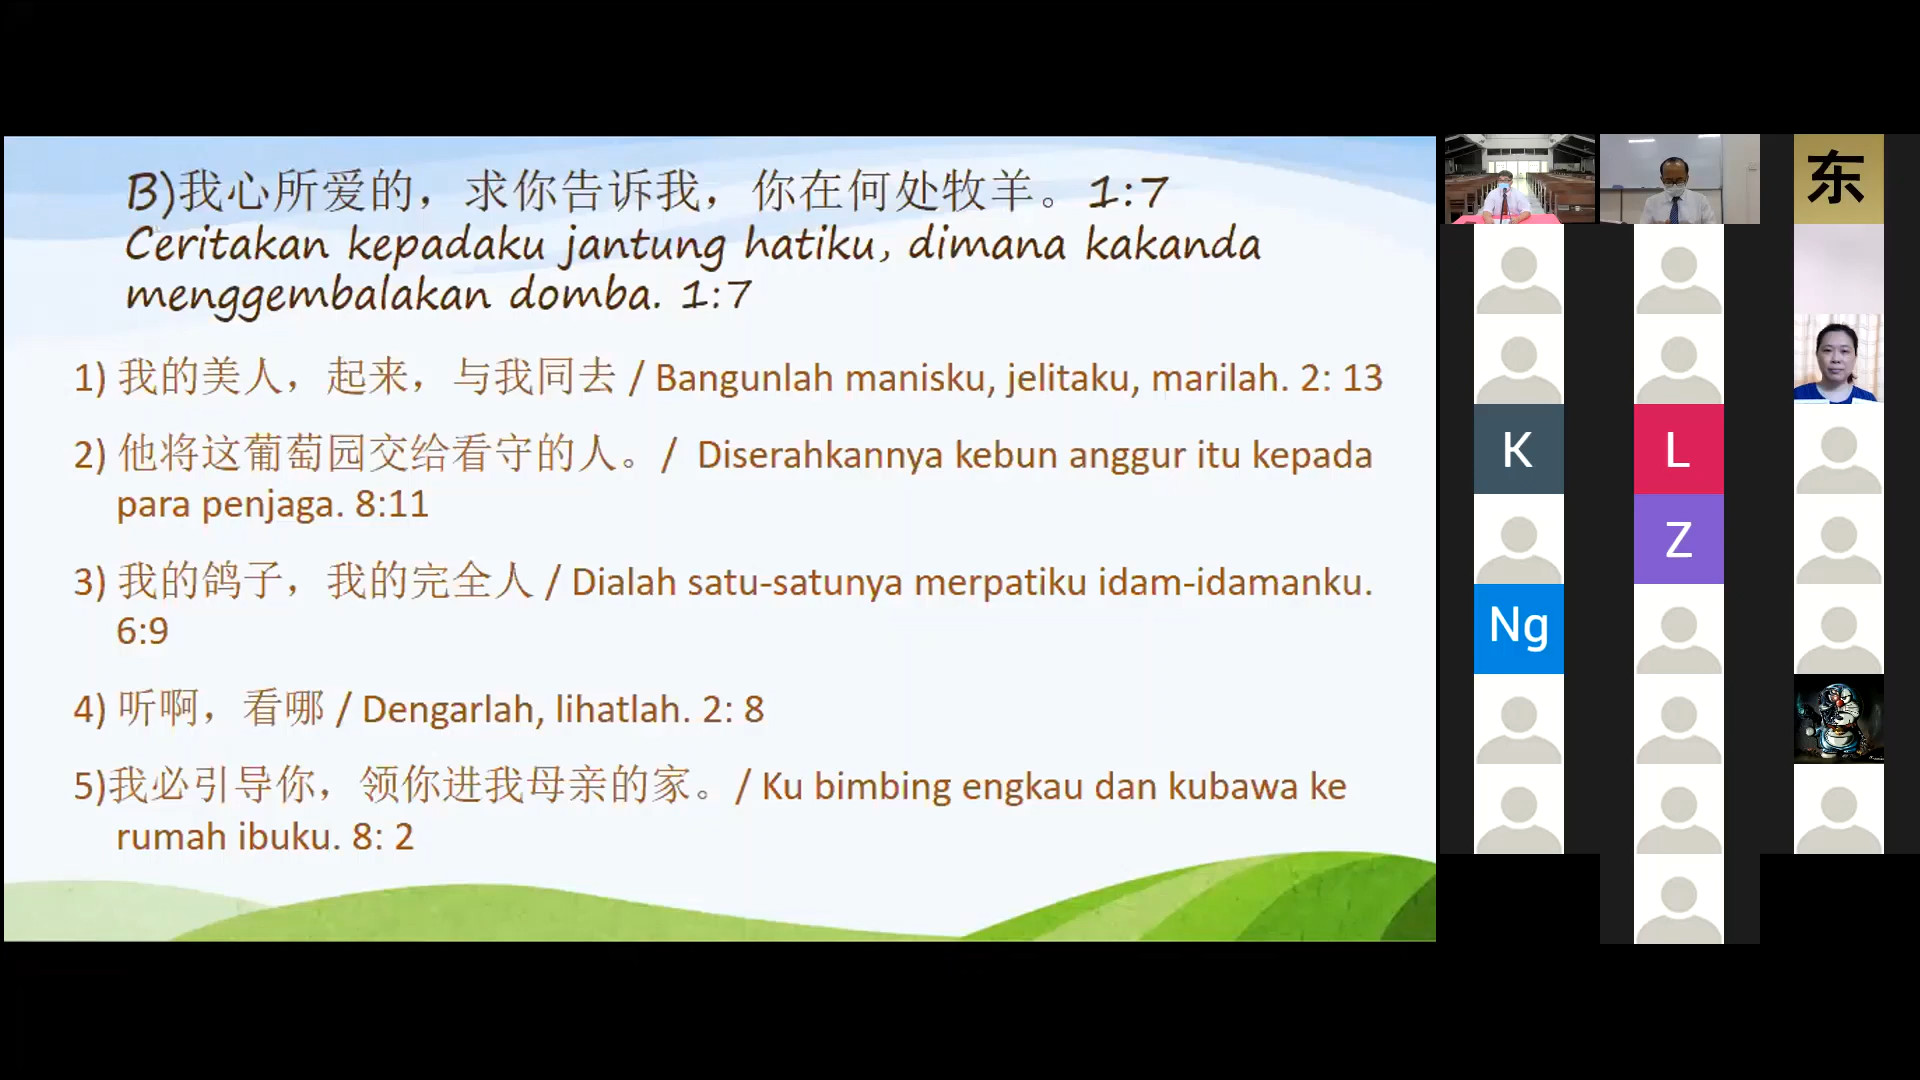 B)我心所爱的，求你告诉我，你在何处牧羊。1:7
Ceritakan kepadaku jantung hatiku, dimana kakanda
menggembalakan domba. 1:7
1) 我的美人，起来，与我同去 / Bangunlah manisku, jelitaku, marilah. 2: 13
2) 他将这葡萄园交给看守的人。/ Diserahkannya kebun anggur itu kepada
para penjaga. 8:11
3) 我的鸽子，我的完全人 / Dialah satu-satunya merpatiku idam-idamanku.
6:9
4) 听啊，看哪 / Dengarlah, lihatlah. 2: 8
5)我必引导你，领你进我母亲的家。/ Ku bimbing engkau dan kubawa ke
rumah ibuku. 8: 2
东
K
L
Z
Ng